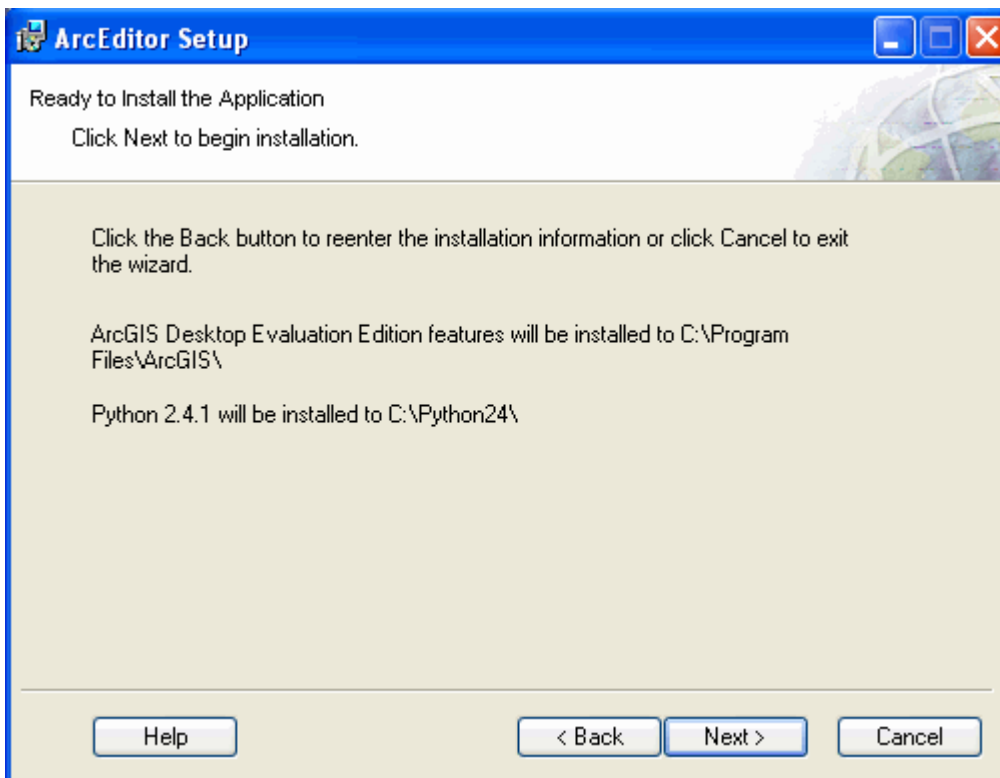 ArcEditor Setup
Ready to Install the Application
Click Next to begin installation.
Click the Back button to reenter the installation information or click Cancel to exit
the wizard.
ArcGIS Desktop Evaluation Edition features will be installed to C:\Program
Files\ArcGIS\
Python 2.4.1 will be installed to C:\Python24\
Help
< Back
Next >
Cancel